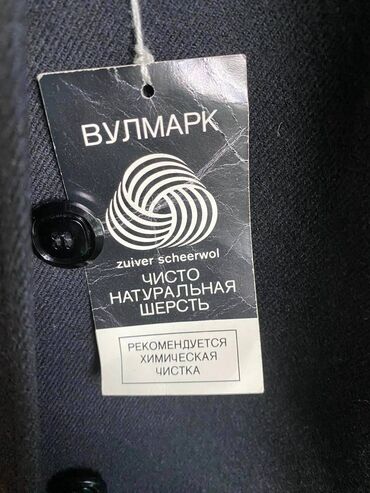 ВУЛМАРК
zuiver scheerwol
ЧИСТО
НАТУРАЛЬНАЯ
ШЕРСТЬ
РЕКОМЕНДУЕТСЯ
ХИМИЧЕСКАЯ
ЧИСТКА